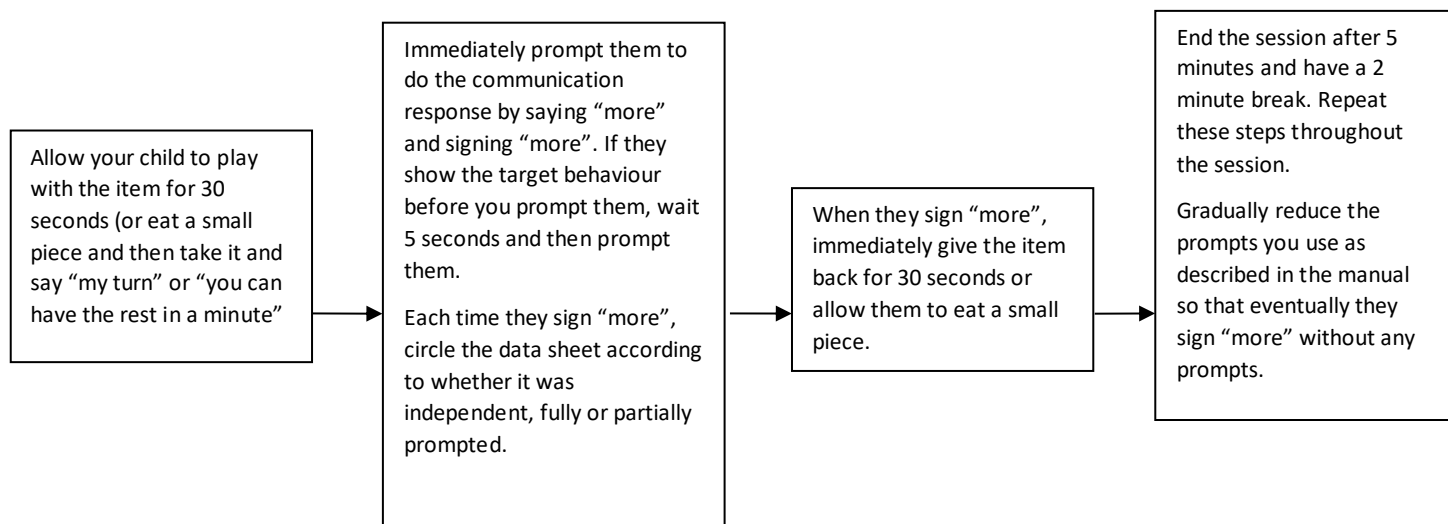 Allow your child to play
with the item for 30
seconds (or eat a small
piece and then take it and
say “my turn” or “you can
have the rest in a minute”
Immediately prompt them to
do the communication
response by saying “more”
and signing “more”. If they
show the target behaviour
before you prompt them, wait
5 seconds and then prompt
them.
Each time they sign “more”,
circle the data sheet according
to whether it was
independent, fully or partially
prompted.
When they sign “more”,
immediately give the item
back for 30 seconds or
allow them to eat a small
piece.
End the session after 5
minutes and have a 2
minute break. Repeat
these steps throughout
the session.
Gradually reduce the
prompts you use as
described in the manual
so that eventually they
sign “more” without any
prompts.